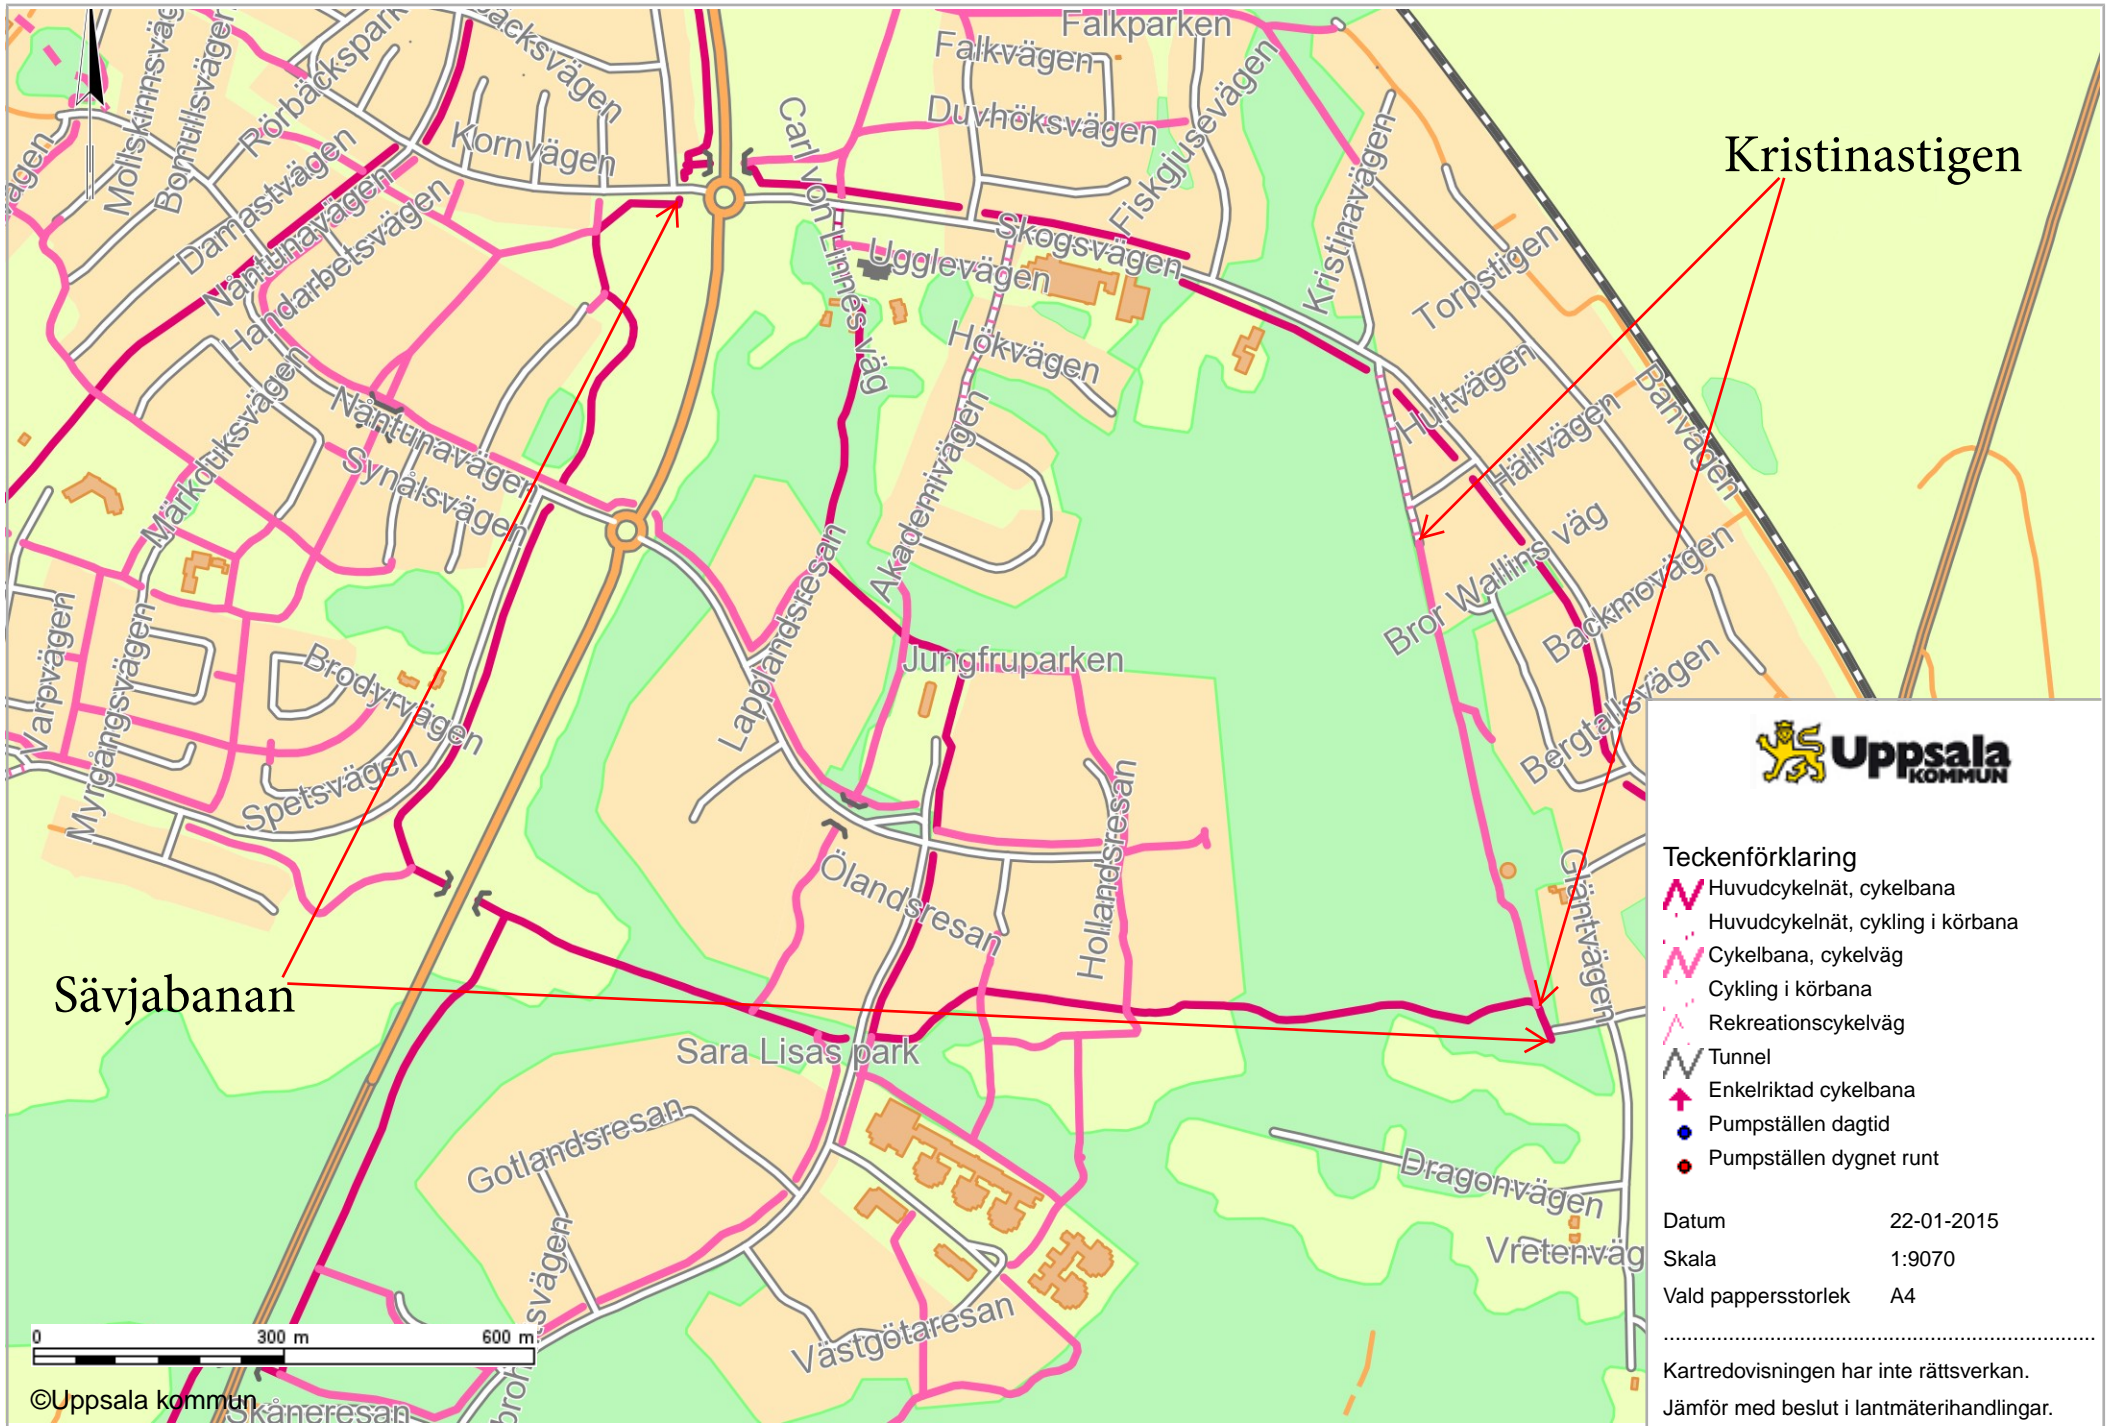 Falkparken
Backsvägen
Falkvägen
Rörbäckspark
Molliskinnsväg
Bomullsvägen
Duvhöksvägen
Kornvägen
Carl von Linnés väg
Fiskgjusevägen
Kristinastigen
Damastvägen
Nåntunavägen
Handarbetsvägen
Kristinavägen
Skogsvägen
Ugglevägen
Torpstigen
Hökvägen
Hultvägen
Märkduksvägen
Nåntunavägen
Synålsvägen
Hällvägen
Banvägen
Akademivägen
Bror Wallins väg
Backmovägen
Lapplandsresan
Jungfruparken
Varpvägen
Myrgångsvägen
Brodyrvägen
Bergtallsvägen
Spetsvägen
Hollandsresan
Ölandsresan
Gläntvägen
Sävjabanan
Sara Lisas park
Gotlandsresan
Dragonvägen
Vretenväg
Västgötaresan
Skåneresan
Uppsala
KOMMUN
Teckenförklaring
Huvudcykelnät, cykelbana
Huvudcykelnät, cykling i körbana
Cykelbana, cykelväg
Cykling i körbana
Rekreationscykelväg
Tunnel
Enkelriktad cykelbana
Pumpställen dagtid
Pumpställen dygnet runt
Datum 22-01-2015
Skala 1:9070
Vald pappersstorlek A4
Kartredovisningen har inte rättsverkan.
Jämför med beslut i lantmäterihandlingar.
0 300 m 600 m
©Uppsala kommun